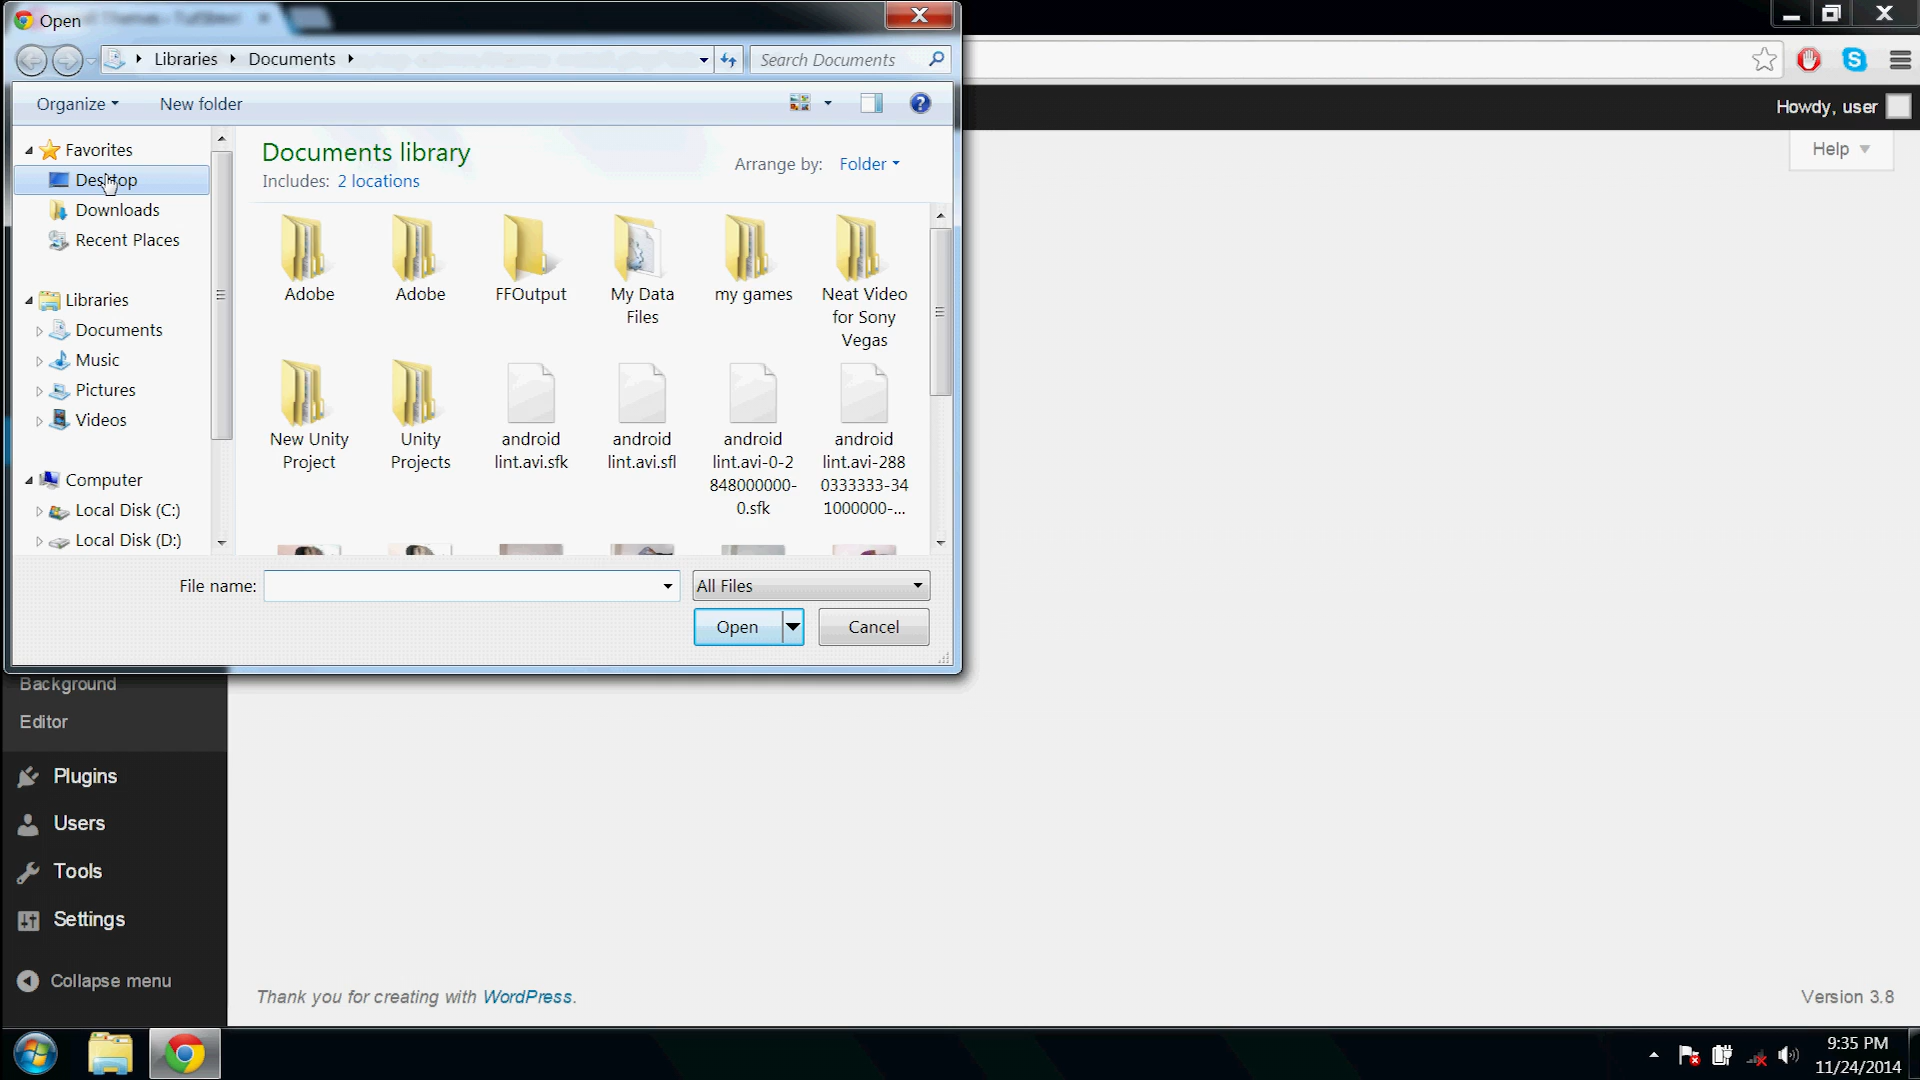 Open
Libraries Documents
Search Documents
Organize New folder
Howdy, user
Help
Favorites
Desktop
Downloads
Recent Places
Libraries
Documents
Music
Pictures
Videos
Computer
Local Disk (C:)
Local Disk (D:)
Documents library
Includes: 2 locations
Arrange by: Folder
Adobe
Adobe
FFOutput
My Data
Files
my games
Neat Video
for Sony
Vegas
New Unity
Project
Unity
Projects
android
lint.avi.sfk
android
lint.avi.sfl
android
lint.avi-0-2
848000000-
0.sfk
android
lint.avi-288
0333333-34
1000000-...
File name:
All Files
Open Cancel
Background
Editor
Plugins
Users
Tools
Settings
Collapse menu
Thank you for creating with WordPress.
Version 3.8
9:35 PM
11/24/2014